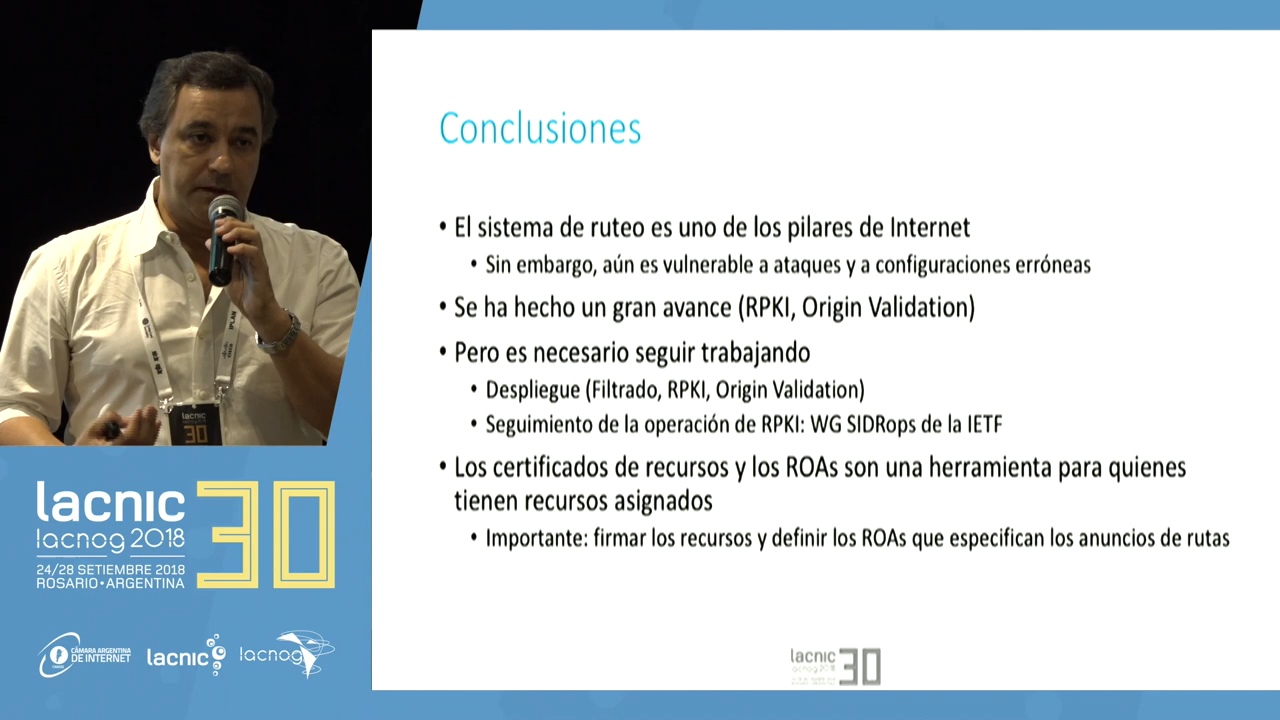 Conclusiones
• El sistema de ruteo es uno de los pilares de Internet
• Sin embargo, aún es vulnerable a ataques y a configuraciones erróneas
• Se ha hecho un gran avance (RPKI, Origin Validation)
• Pero es necesario seguir trabajando
• Despliegue (Filtrado, RPKI, Origin Validation)
• Seguimiento de la operación de RPKI: WG SIDRops de la IETF
• Los certificados de recursos y los ROAs son una herramienta para quienes
tienen recursos asignados
• Importante: firmar los recursos y definir los ROAs que especifican los anuncios de rutas
lacnic 30
lacnog 2018
IPLAN
lacnic
30
lacnic 30
lacnog 2018
24/28 SETIEMBRE 2018
ROSARIO • ARGENTINA
CÁMARA ARGENTINA
DE INTERNET
lacnic
lacnog